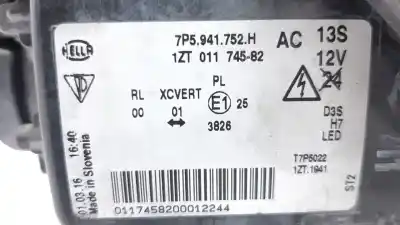 HELLA
7P5.941.752.H
1ZT 011 745-82
AC 13S
12V
24
RL
00
XCVERT
01
PL
E1 25
3826
D3S
H7
LED
T7P5022
1ZT.1941
ST2
01.03.16 16:40
Made in Slovenia
0117458200012244